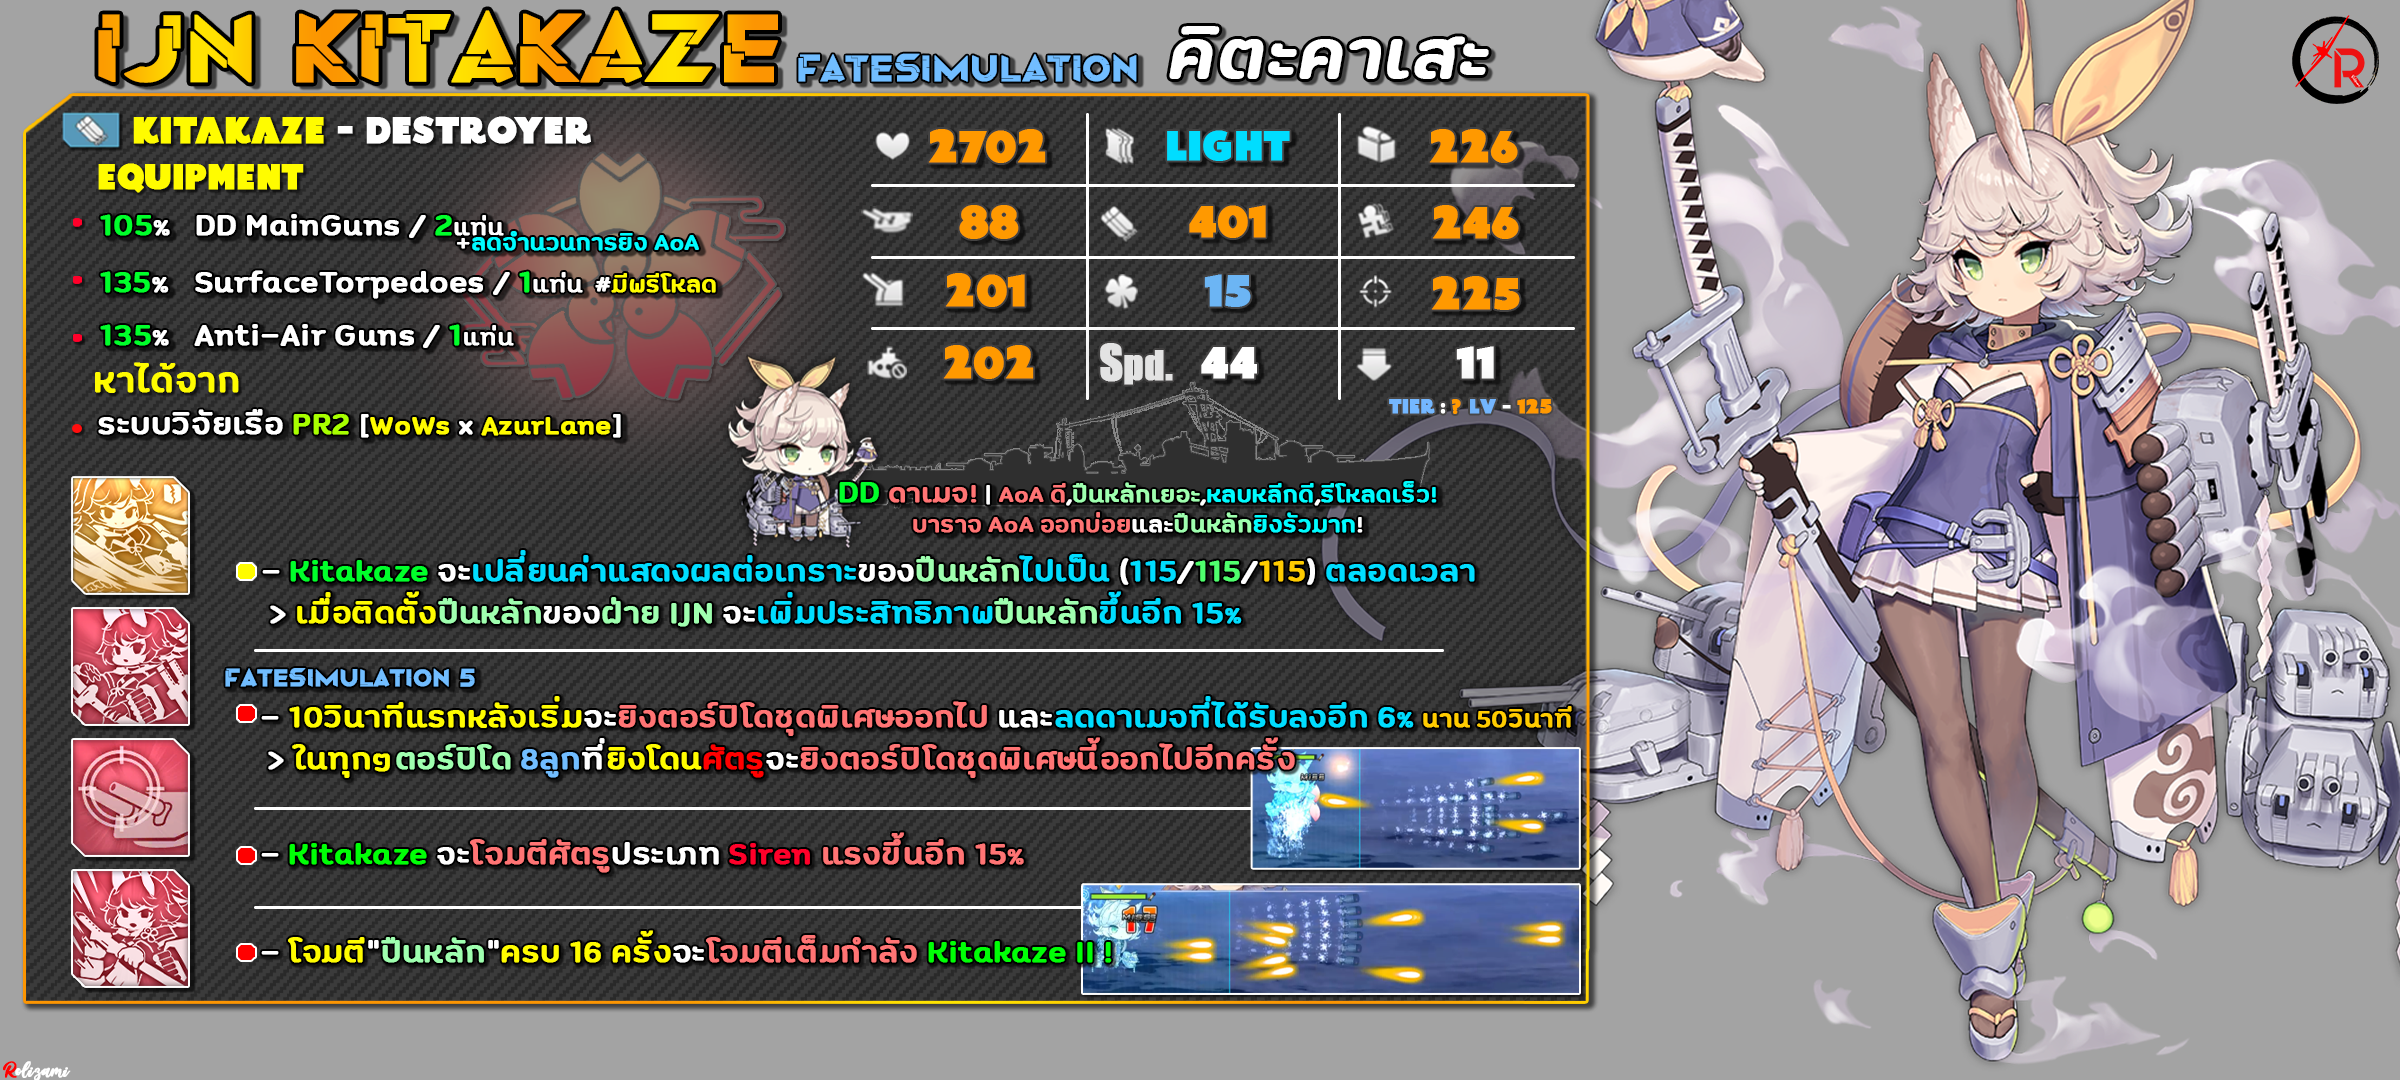 IJN KITAKAZE FATESIMULATION คิตะคาเสะ
R
KITAKAZE - DESTROYER
EQUIPMENT
105% DD MainGuns / 2แท่น
+ลดจำนวนการยิง AoA
135% SurfaceTorpedoes / 1แท่น #มีพรีโหลด
135% Anti-Air Guns / 1แท่น
หาได้จาก
ระบบวิจัยเรือ PR2 [WoWs x AzurLane]
2702 LIGHT 226
88 401 246
201 15 225
202 Spd. 44 11
TIER : ? LV - 125
DD ดาเมจ! | AoA ดี,ปืนหลักเยอะ,หลบหลีกดี,รีโหลดเร็ว!
บาราจ AoA ออกบ่อยและปืนหลักยิงรัวมาก!
- Kitakaze จะเปลี่ยนค่าแสดงผลต่อเกราะของปืนหลักไปเป็น (115/115/115) ตลอดเวลา
> เมื่อติดตั้งปืนหลักของฝ่าย IJN จะเพิ่มประสิทธิภาพปืนหลักขึ้นอีก 15%
FATESIMULATION 5
- 10วินาทีแรกหลังเริ่มจะยิงตอร์ปิโดชุดพิเศษออกไป และลดดาเมจที่ได้รับลงอีก 6% นาน 50วินาที
> ในทุกๆตอร์ปิโด 8ลูกที่ยิงโดนศัตรูจะยิงตอร์ปิโดชุดพิเศษนี้ออกไปอีกครั้ง
- Kitakaze จะโจมตีศัตรูประเภท Siren แรงขึ้นอีก 15%
17
- โจมตี"ปืนหลัก"ครบ 16 ครั้งจะโจมตีเต็มกำลัง Kitakaze II !
Rolizami